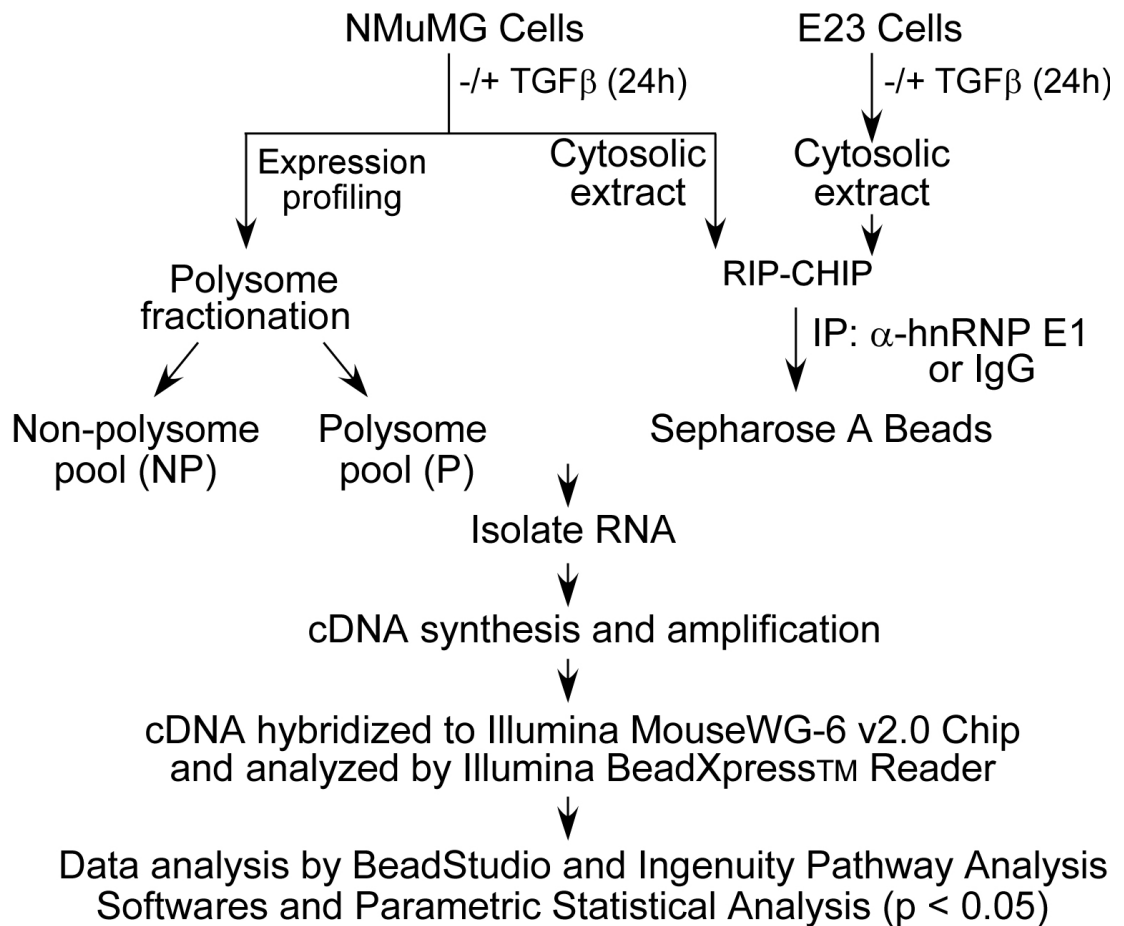 NMuMG Cells
E23 Cells
-/+ TGFβ (24h)
-/+ TGFβ (24h)
Expression
profiling
Cytosolic
extract
Cytosolic
extract
Polysome
fractionation
RIP-CHIP
IP: α-hnRNP E1
or IgG
Non-polysome
pool (NP)
Polysome
pool (P)
Sepharose A Beads
Isolate RNA
cDNA synthesis and amplification
cDNA hybridized to Illumina MouseWG-6 v2.0 Chip
and analyzed by Illumina BeadXpressTM Reader
Data analysis by BeadStudio and Ingenuity Pathway Analysis
Softwares and Parametric Statistical Analysis (p < 0.05)